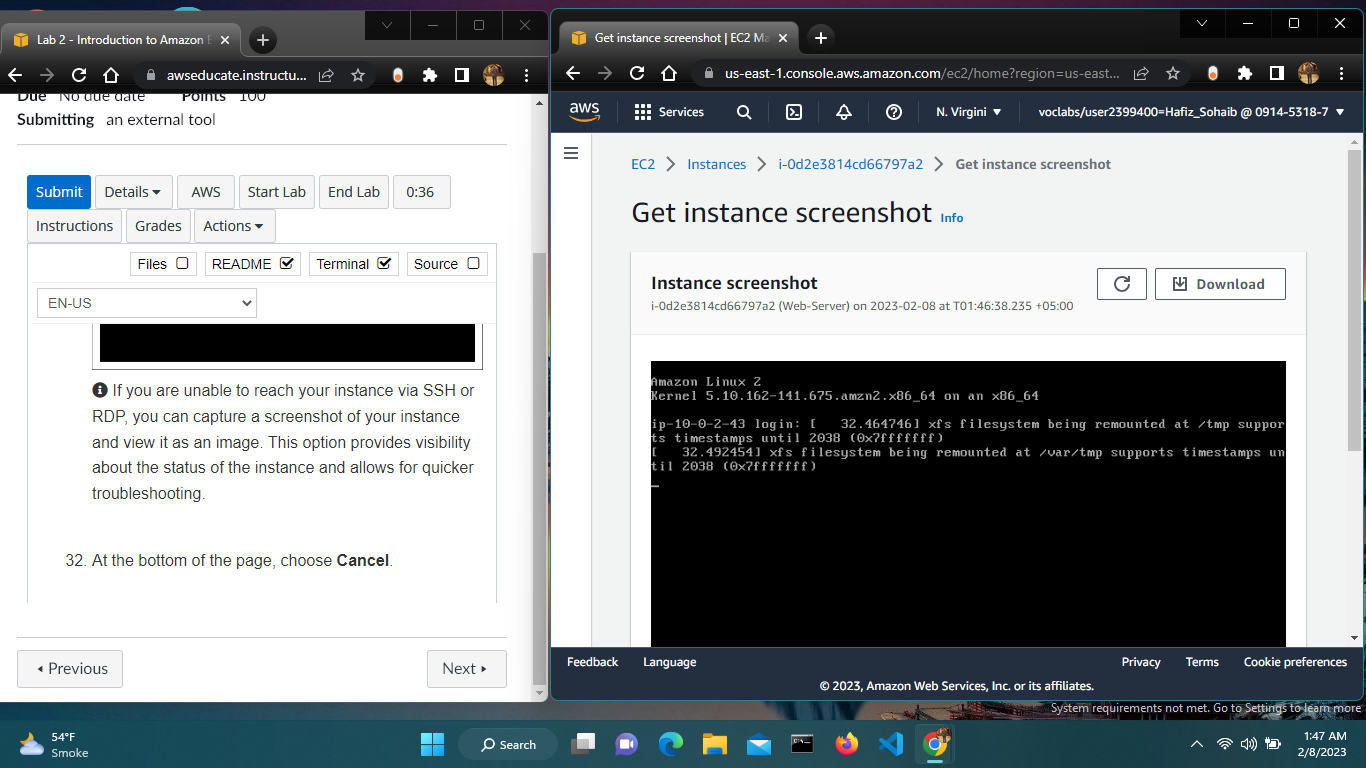 Lab 2 - Introduction to Amazon E
awseducate.instructu...
Due No due date Points 100
Submitting an external tool
Submit Details AWS Start Lab End Lab 0:36
Instructions Grades Actions
Files README Terminal Source
EN-US
If you are unable to reach your instance via SSH or
RDP, you can capture a screenshot of your instance
and view it as an image. This option provides visibility
about the status of the instance and allows for quicker
troubleshooting.
32. At the bottom of the page, choose Cancel.
Previous Next
Get instance screenshot | EC2 Ma
us-east-1.console.aws.amazon.com/ec2/home?region=us-east...
aws Services N. Virgini voclabs/user2399400=Hafiz_Sohaib @ 0914-5318-7
EC2 Instances i-0d2e3814cd66797a2 Get instance screenshot
Get instance screenshot Info
Instance screenshot
Download
i-0d2e3814cd66797a2 (Web-Server) on 2023-02-08 at T01:46:38.235 +05:00
Amazon Linux 2
Kernel 5.10.162-141.675.amzn2.x86_64 on an x86_64
ip-10-0-2-43 login: [ 32.464746] xfs filesystem being remounted at /tmp suppor
ts timestamps until 2038 (0x7fffffff)
[ 32.492454] xfs filesystem being remounted at /var/tmp supports timestamps un
til 2038 (0x7fffffff)
Feedback Language Privacy Terms Cookie preferences
© 2023, Amazon Web Services, Inc. or its affiliates.
System requirements not met. Go to Settings to learn more
54°F
Smoke
Search
1:47 AM
2/8/2023